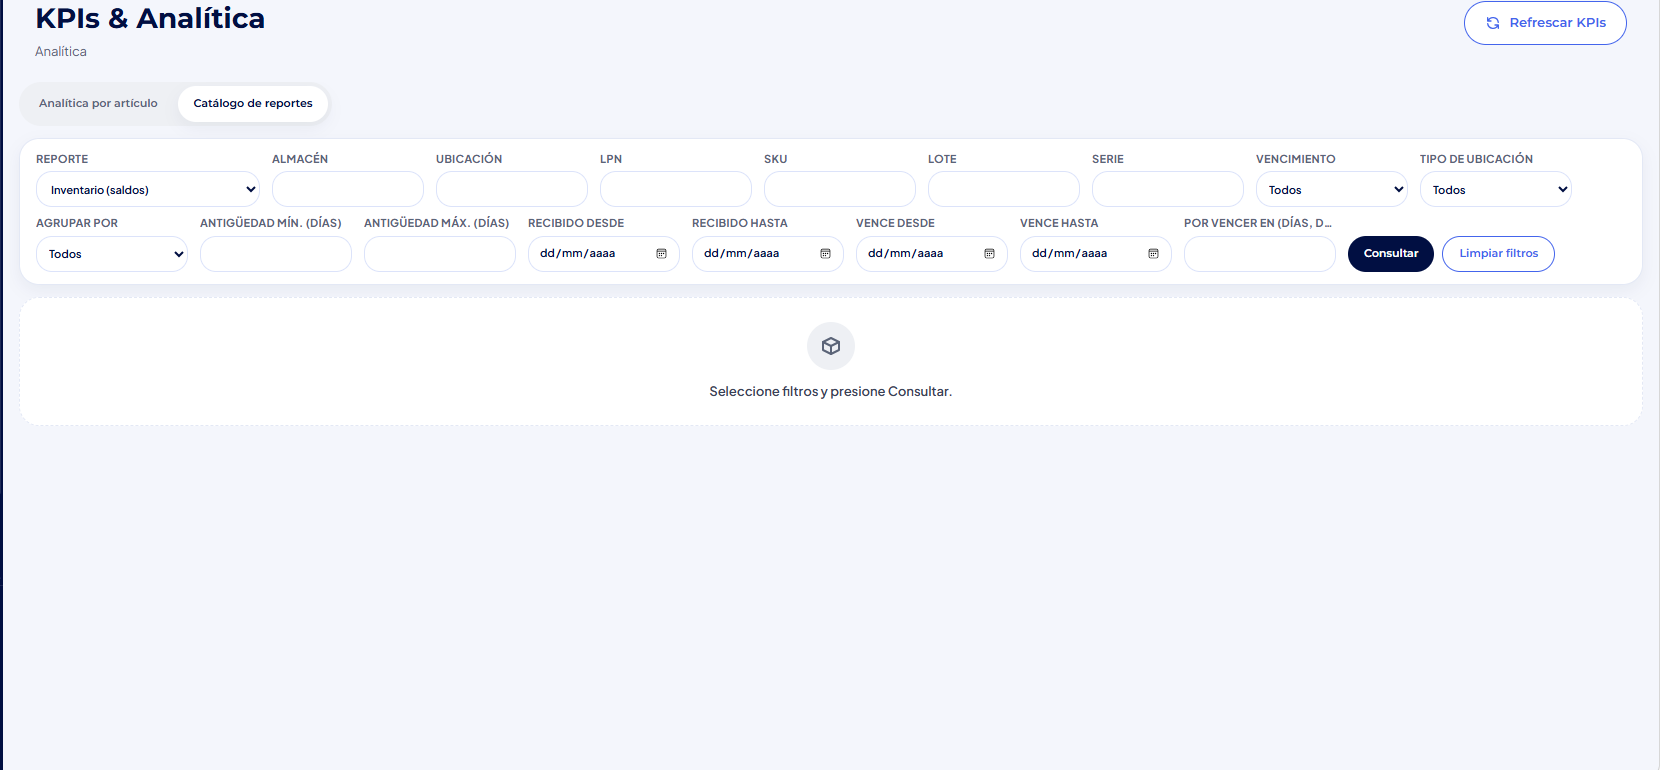 KPIs & Analítica
Refrescar KPIs
Analítica
Analítica por artículo
Catálogo de reportes
REPORTE
ALMACÉN
UBICACIÓN
LPN
SKU
LOTE
SERIE
VENCIMIENTO
TIPO DE UBICACIÓN
Inventario (saldos)
Todos
Todos
AGRUPAR POR
ANTIGÜEDAD MÍN. (DÍAS)
ANTIGÜEDAD MÁX. (DÍAS)
RECIBIDO DESDE
RECIBIDO HASTA
VENCE DESDE
VENCE HASTA
POR VENCER EN (DÍAS, D...
Todos
dd/mm/aaaa
dd/mm/aaaa
dd/mm/aaaa
dd/mm/aaaa
Consultar
Limpiar filtros
Seleccione filtros y presione Consultar.